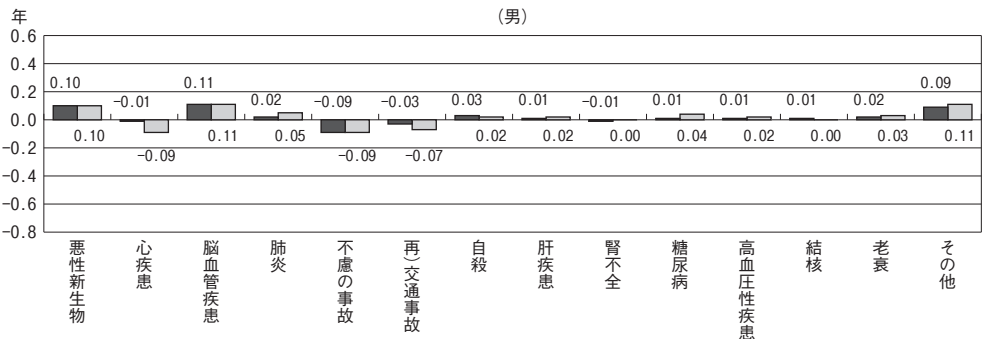 年
(男)
0.6
0.4
0.2
0.0
-0.2
-0.4
-0.6
-0.8
0.10 -0.01 0.11 0.02 -0.09 -0.03 0.03 0.01 -0.01 0.01 0.01 0.01 0.02 0.09
0.10 -0.09 0.11 0.05 -0.09 -0.07 0.02 0.02 0.00 0.04 0.02 0.00 0.03 0.11
悪性新生物
心疾患
脳血管疾患
肺炎
不慮の事故
再)交通事故
自殺
肝疾患
腎不全
糖尿病
高血圧性疾患
結核
老衰
その他